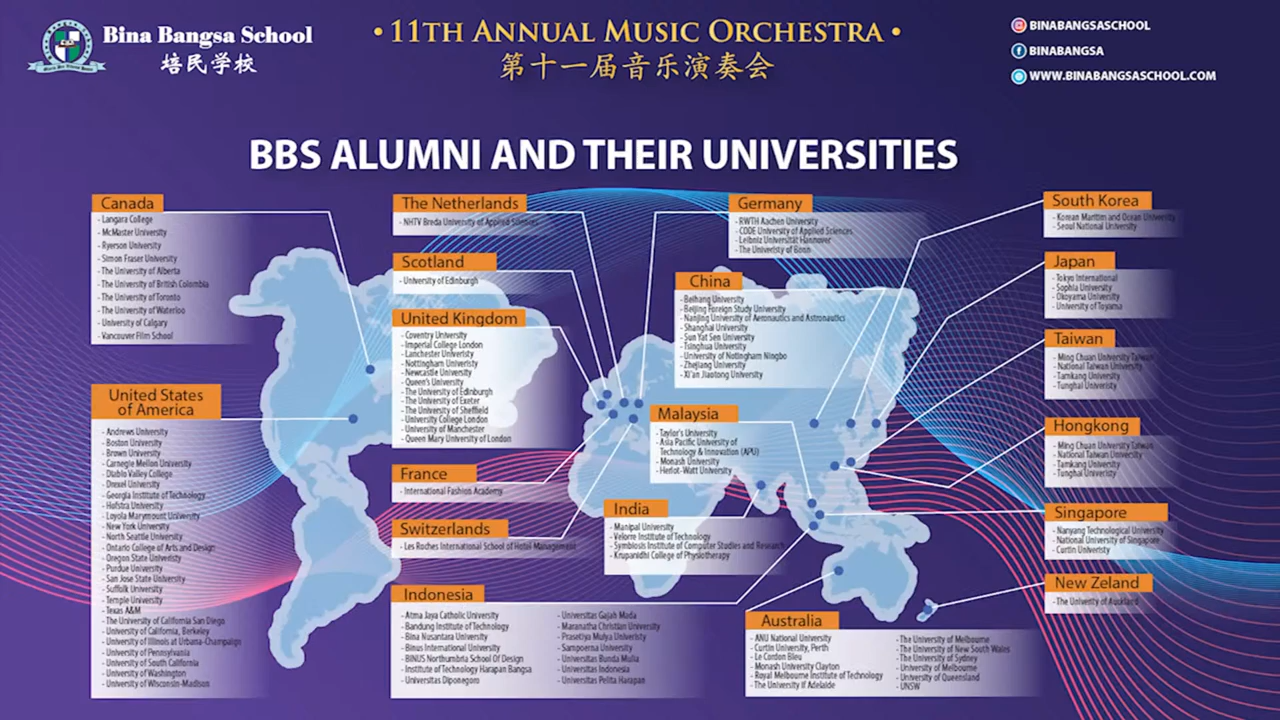 Bina Bangsa School
培民学校
• 11TH ANNUAL MUSIC ORCHESTRA •
第十一届音乐演奏会
BINABANGSASCHOOL
BINABANGSA
WWW.BINABANGSASCHOOL.COM
BBS ALUMNI AND THEIR UNIVERSITIES
Canada
- Langara College
- McMaster University
- Ryerson University
- Simon Fraser University
- The University of Alberta
- The University of British Colombia
- The University of Toronto
- The University of Waterloo
- University of Calgary
- Vancouver Film School
United States
of America
- Andrews University
- Boston University
- Brown University
- Carnegie Mellon University
- Diablo Valley College
- Drexel University
- Georgia Institute of Technology
- Hofstra University
- Loyola Marymount University
- New York University
- North Seattle University
- Ontario College of Arts and Design
- Oregon State Univeristy
- Purdue University
- San Jose State University
- Suffolk University
- Temple University
- Texas A&M
- The University of California San Diego
- University of California, Berkeley
- University of Illinois at Urbana-Champaign
- University of Pennsylvania
- University of South California
- University of Washington
- University of Wisconsin-Madison
The Netherlands
- NHTV Breda University of Applied Sciences
Scotland
- University of Edinburgh
United Kingdom
- Coventry University
- Imperial College London
- Lanchester Univeristy
- Nottingham Univeristy
- Newcastle University
- Queen's University
- The University of Edinburgh
- The University of Exeter
- The University of Sheffield
- University College London
- University of Manchester
- Queen Mary University of London
France
- International Fashion Academy
Switzerlands
- Les Roches International School of Hotel Management
Indonesia
- Atma Jaya Catholic University
- Bandung Institute of Technology
- Bina Nusantara University
- Binus International University
- BINUS Northumbria School Of Design
- Institute of Technology Harapan Bangsa
- Universitas Diponegoro
- Universitas Gajah Mada
- Maranatha Christian University
- Prasetiya Mulya Univeristy
- Sampoerna University
- Universitas Bunda Mulia
- Universitas Indonesia
- Universitas Pelita Harapan
Germany
- RWTH Aachen University
- CODE University of Applied Sciences
- Leibniz Universität Hannover
- The Univeristy of Bonn
China
- Beihang University
- Beijing Foreign Study University
- Nanjing University of Aeronautics and Astronautics
- Shanghai University
- Sun Yat Sen University
- Tsinghua University
- University of Notingham Ningbo
- Zhejiang University
- Xi'an Jiaotong University
Malaysia
- Taylor's University
- Asia Pacific University of
Technology & Innovation (APU)
- Monash University
- Heriot-Watt University
India
- Manipal University
- Velorre Institute of Technology
- Symbiosis Institute of Computer Studies and Research
- Krupanidhi College of Physiotherapy
Australia
- ANU National University
- Curtin University, Perth
- Le Cordon Bleu
- Monash University Clayton
- Royal Melbourne Institute of Technology
- The University if Adelaide
- The University of Melbourne
- The University of New South Wales
- The University of Sydney
- University of Melbourne
- University of Queensland
- UNSW
South Korea
- Korean Maritim and Ocean University
- Seoul National University
Japan
- Tokyo International
- Sophia University
- Okoyama University
- University of Toyama
Taiwan
- Ming Chuan University Taiwan
- National Taiwan University
- Tamkang University
- Tunghai Univeristy
Hongkong
- Ming Chuan University Taiwan
- National Taiwan University
- Tamkang University
- Tunghai Univeristy
Singapore
- Nanyang Technological University
- National University of Singapore
- Curtin Univeristy
New Zeland
- The Univerity of Auckland